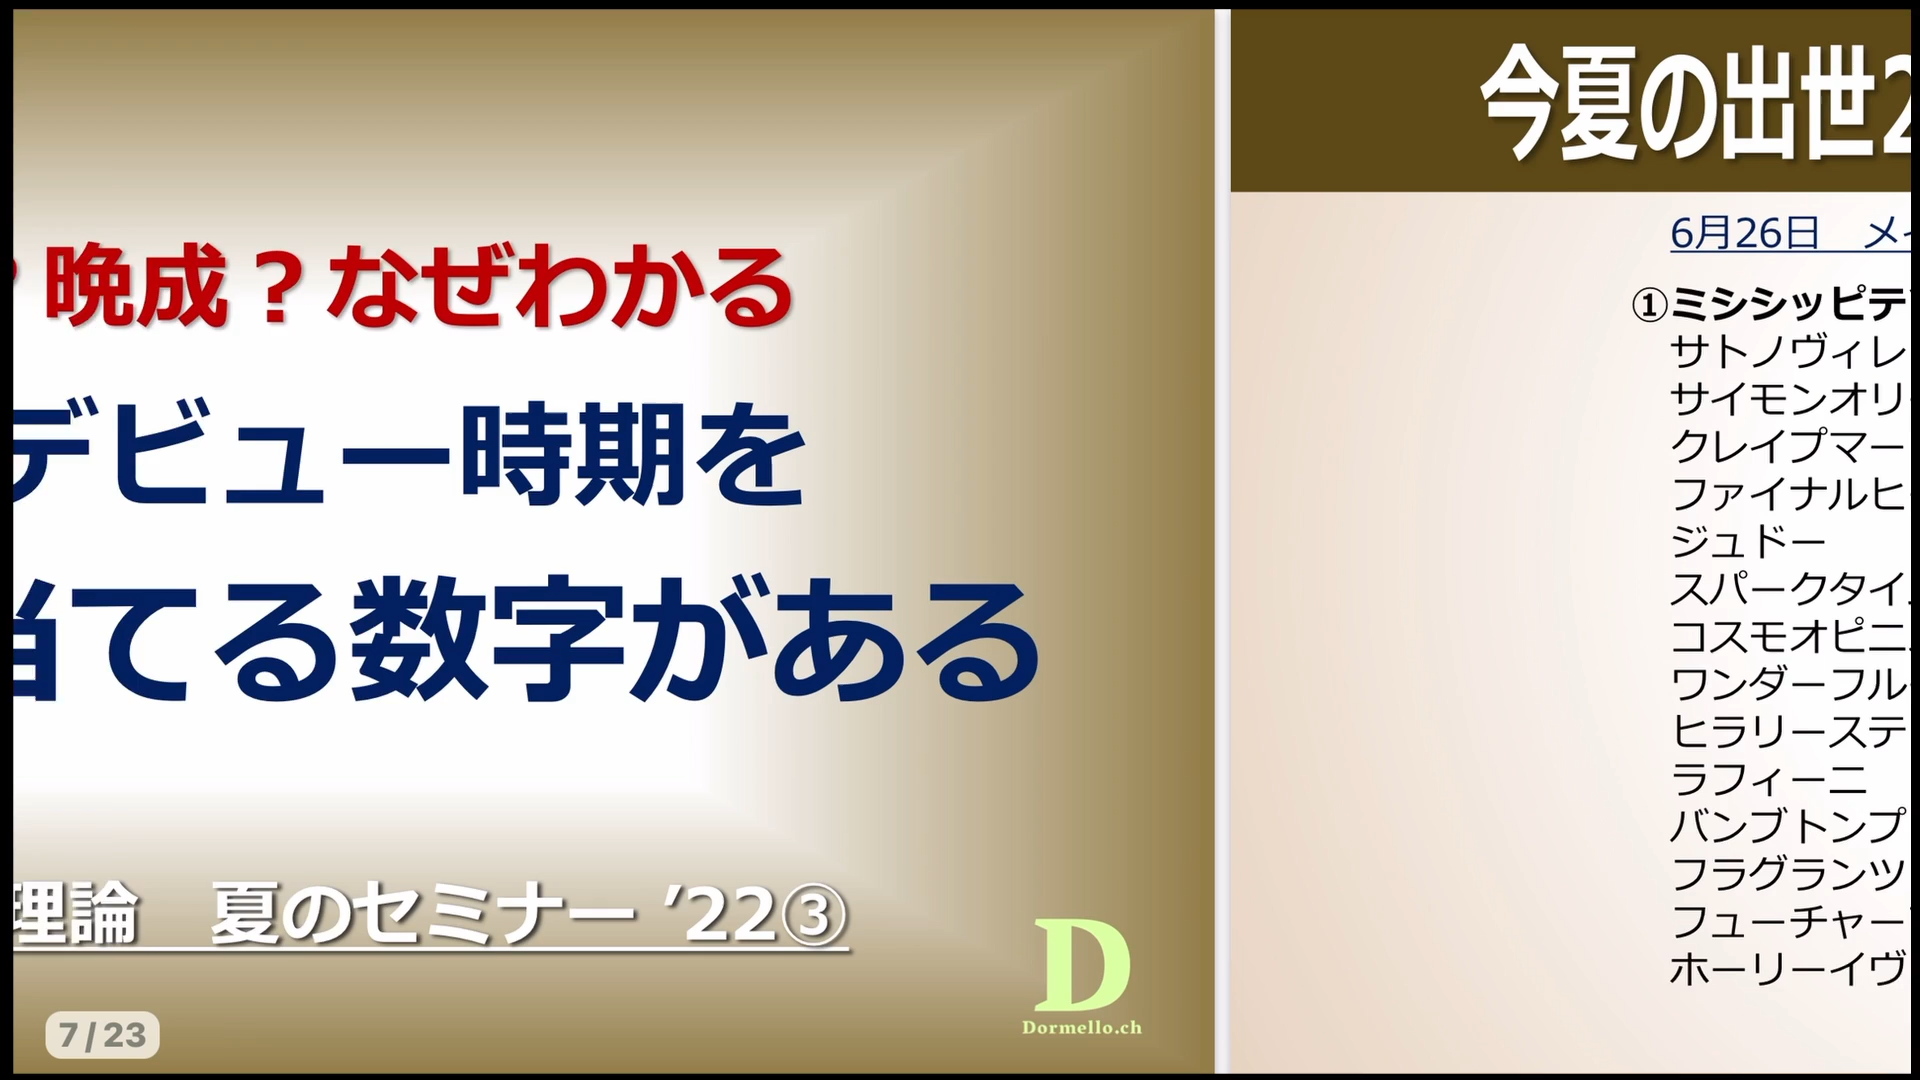 晩成？なぜわかる
デビュー時期を
当てる数字がある
理論　夏のセミナー ’22③
D
Dormello.ch
7 / 23
今夏の出世2
6月26日　メイ
①ミシシッピテ
サトノヴィレ
サイモンオリ
クレイプマー
ファイナルヒ
ジュドー
スパークタイ
コスモオピニ
ワンダーフル
ヒラリーステ
ラフィーニ
バンブトンプ
フラグランツ
フューチャー
ホーリーイヴ